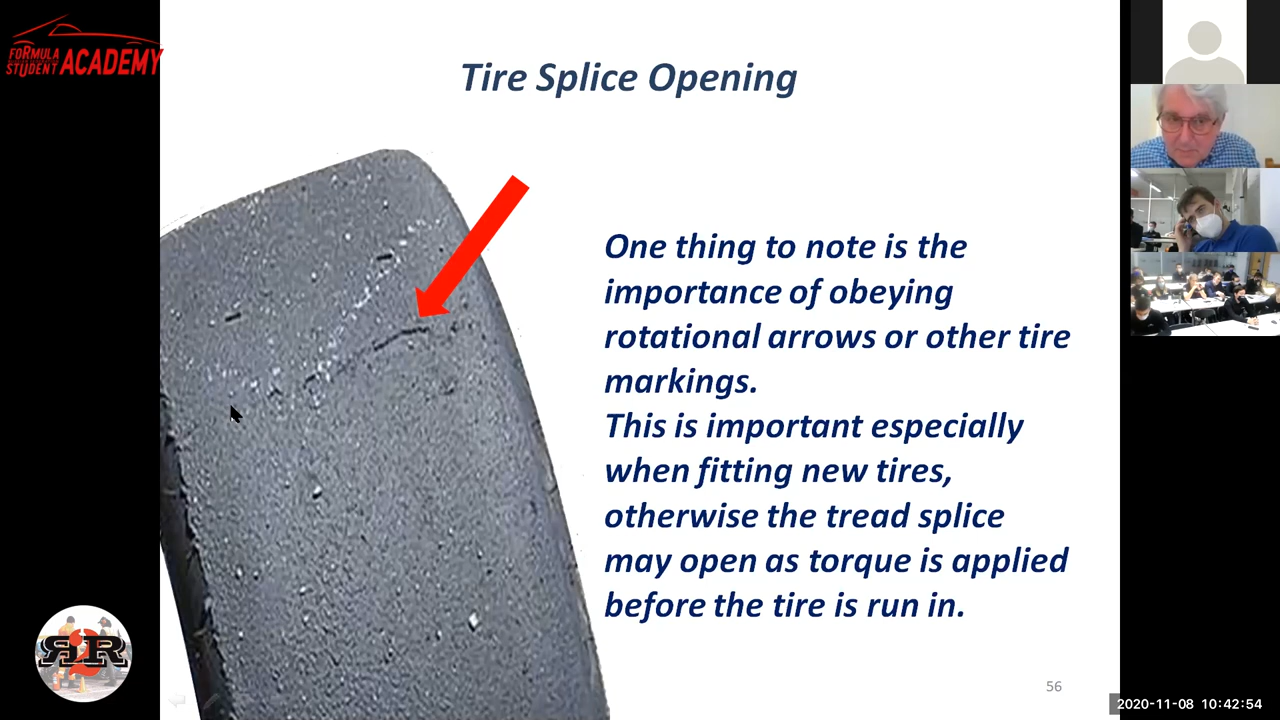 FORMULA
STUDENT ACADEMY
Tire Splice Opening
One thing to note is the
importance of obeying
rotational arrows or other tire
markings.
This is important especially
when fitting new tires,
otherwise the tread splice
may open as torque is applied
before the tire is run in.
R2R
56
2020-11-08 10:42:54